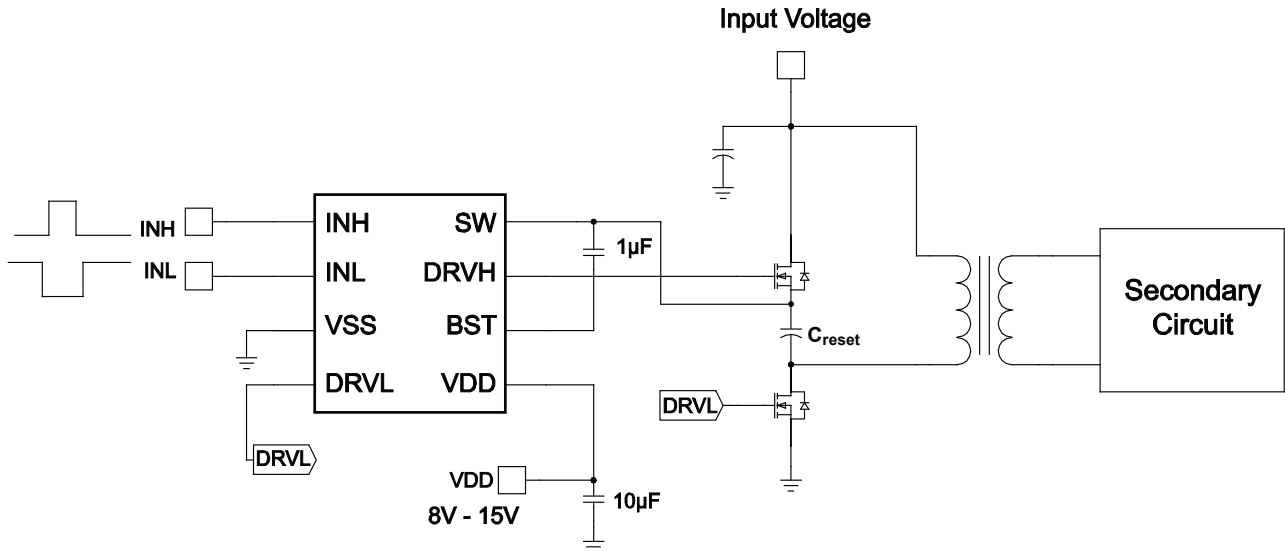 Input Voltage
INH
INL
INH
INL
VSS
DRVL
SW
DRVH
BST
VDD
1µF
C_reset
DRVL
DRVL
VDD
8V - 15V
10µF
Secondary
Circuit